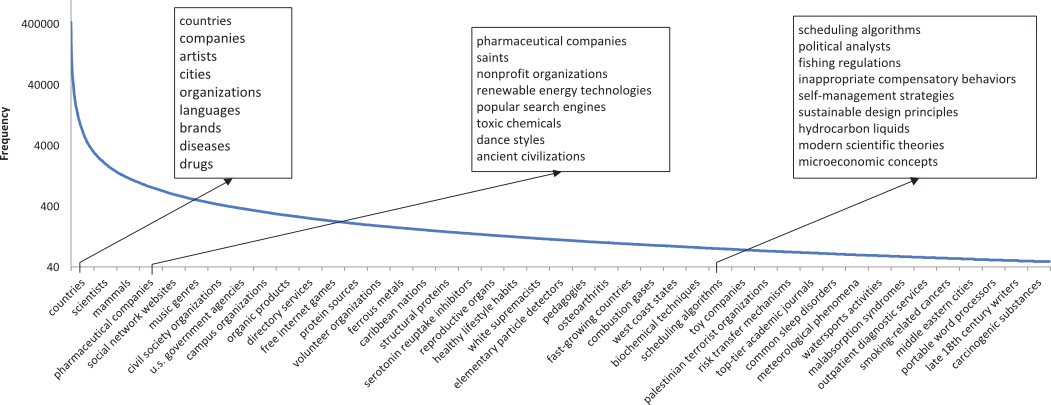 400000
40000
4000
400
40
Frequency
countries
companies
artists
cities
organizations
languages
brands
diseases
drugs
pharmaceutical companies
saints
nonprofit organizations
renewable energy technologies
popular search engines
toxic chemicals
dance styles
ancient civilizations
scheduling algorithms
political analysts
fishing regulations
inappropriate compensatory behaviors
self-management strategies
sustainable design principles
hydrocarbon liquids
modern scientific theories
microeconomic concepts
countries
scientists
mammals
pharmaceutical companies
social network websites
music genres
civil society organizations
u.s. government agencies
campus organizations
organic products
directory services
free internet games
protein sources
volunteer organizations
ferrous metals
caribbean nations
structural proteins
serotonin reuptake inhibitors
reproductive organs
healthy lifestyle habits
white supremacists
elementary particle detectors
pedagogies
osteoarthritis
fast-growing countries
combustion gases
west coast states
biochemical techniques
scheduling algorithms
toy companies
palestinian terrorist organizations
risk transfer mechanisms
top-tier academic journals
common sleep disorders
meteorological phenomena
watersports activities
malabsorption syndromes
outpatient diagnostic services
smoking-related cancers
middle eastern cities
portable word processors
late 18th century writers
carcinogenic substances